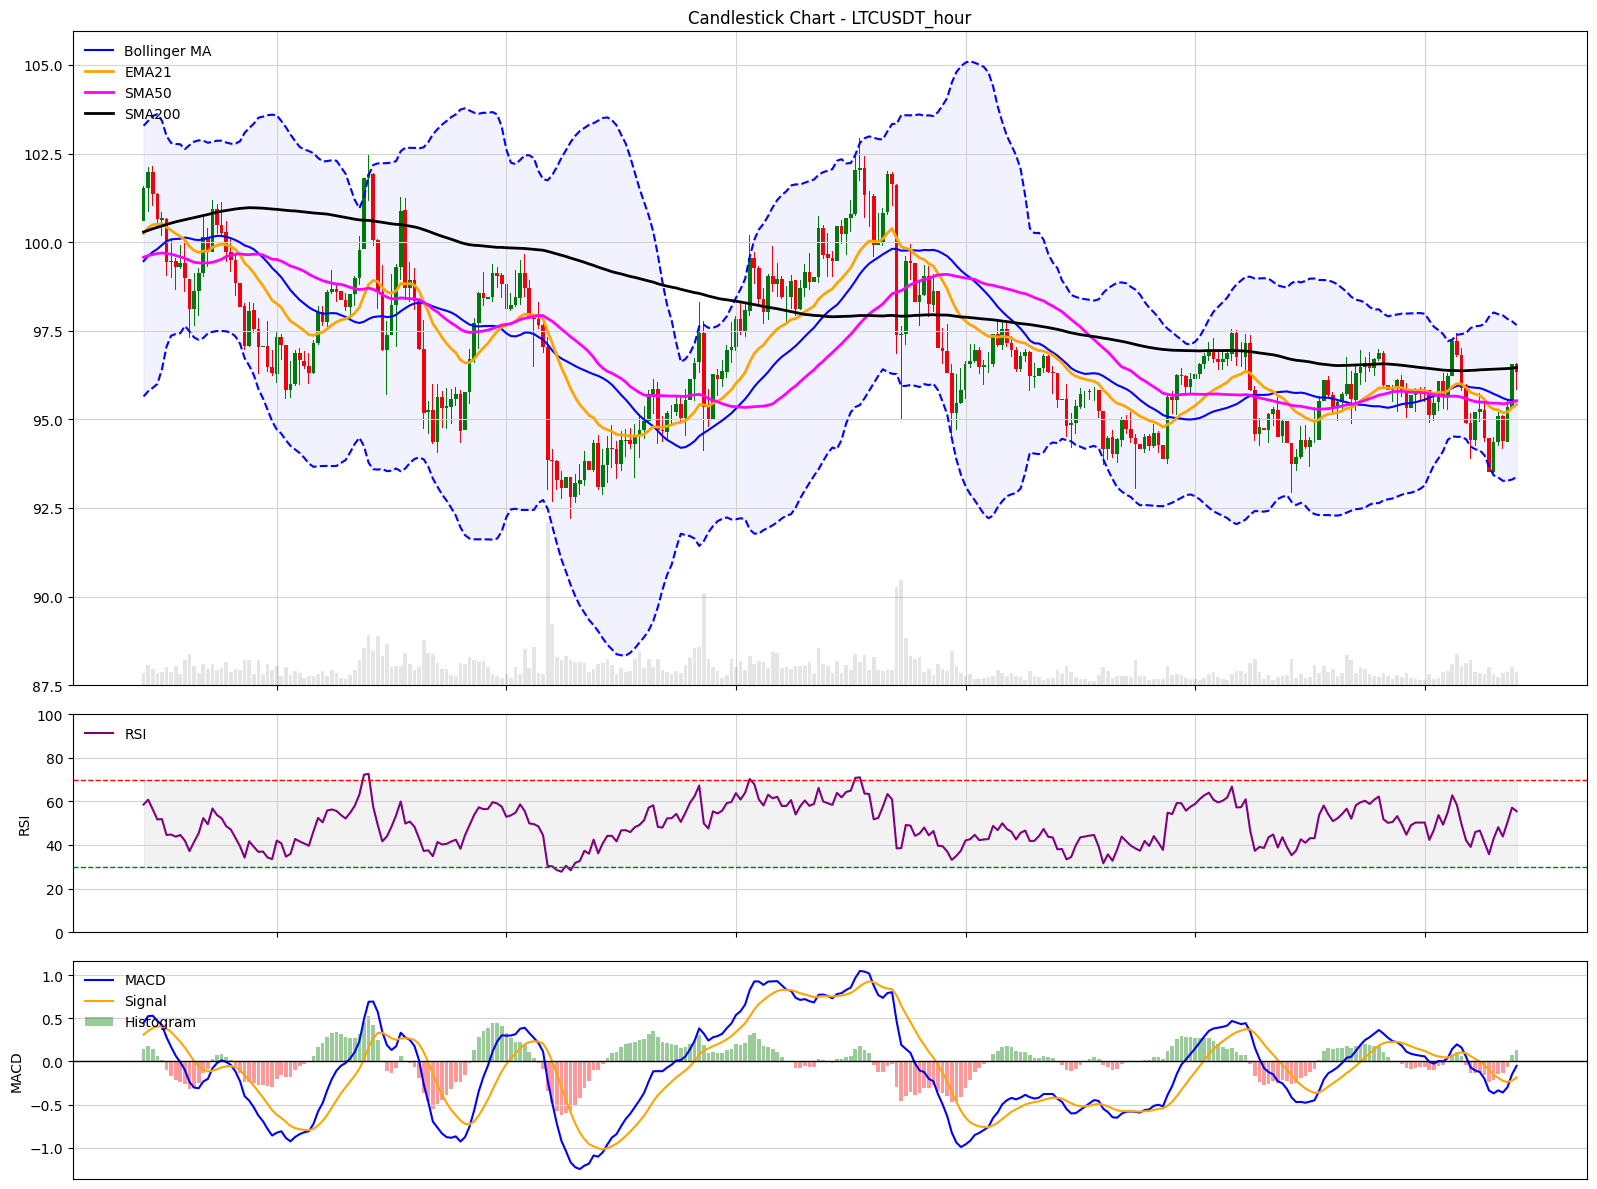 Candlestick Chart - LTCUSDT_hour
Bollinger MA
EMA21
SMA50
SMA200
105.0
102.5
100.0
97.5
95.0
92.5
90.0
87.5
RSI
RSI
100
80
60
40
20
0
MACD
Signal
Histogram
MACD
1.0
0.5
0.0
−0.5
−1.0